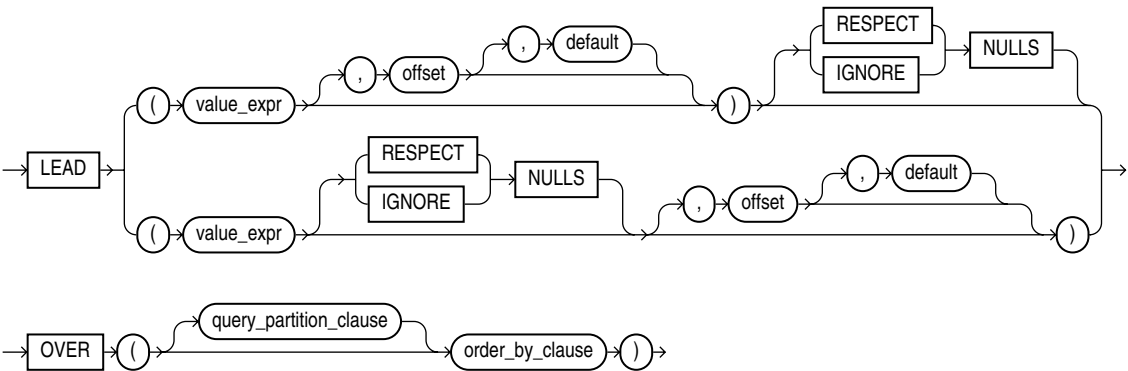 , default RESPECT
, offset NULLS
IGNORE
( value_expr )
LEAD
RESPECT
NULLS , default
IGNORE , offset
( value_expr )
query_partition_clause
OVER ( order_by_clause )